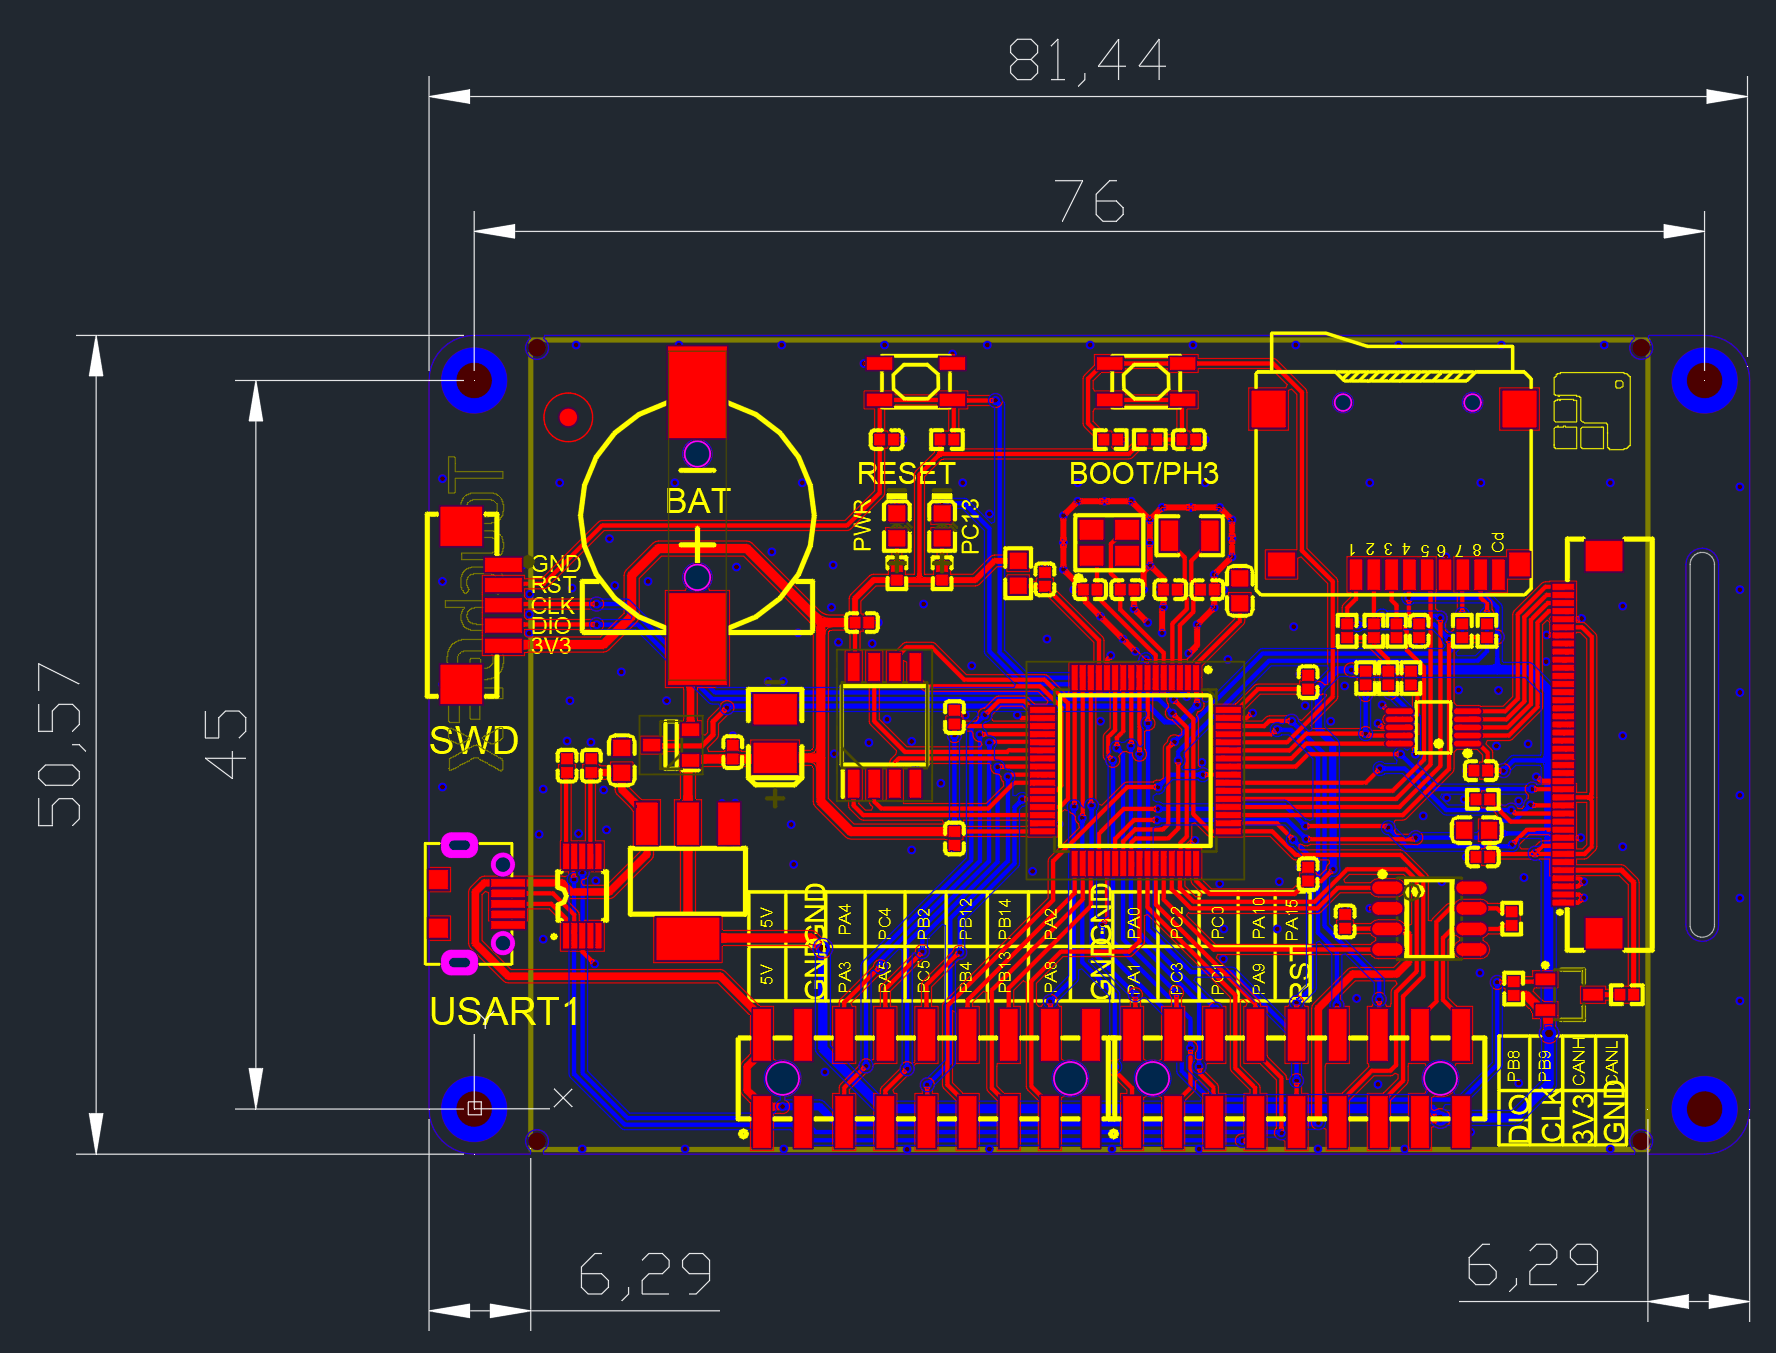 81,44
76
50,57
45
RESET
BOOT/PH3
BAT
PWR
PC13
1 2 3 4 5 6 7 8 Cd
GND
RST
CLK
DIO
3V3
SWD
USART1
5V GND GND PA4 PC4 PB2 PB12 PB14 PA2 GND GND PA0 PC2 PC0 PA10 PA15
5V GND PA3 PA5 PC5 PB4 PB13 PA8 GND PA1 PC3 PC1 PA9 RST
PB8 PB9 CANH CANL
DIO CLK 3V3 GND
6,29
6,29